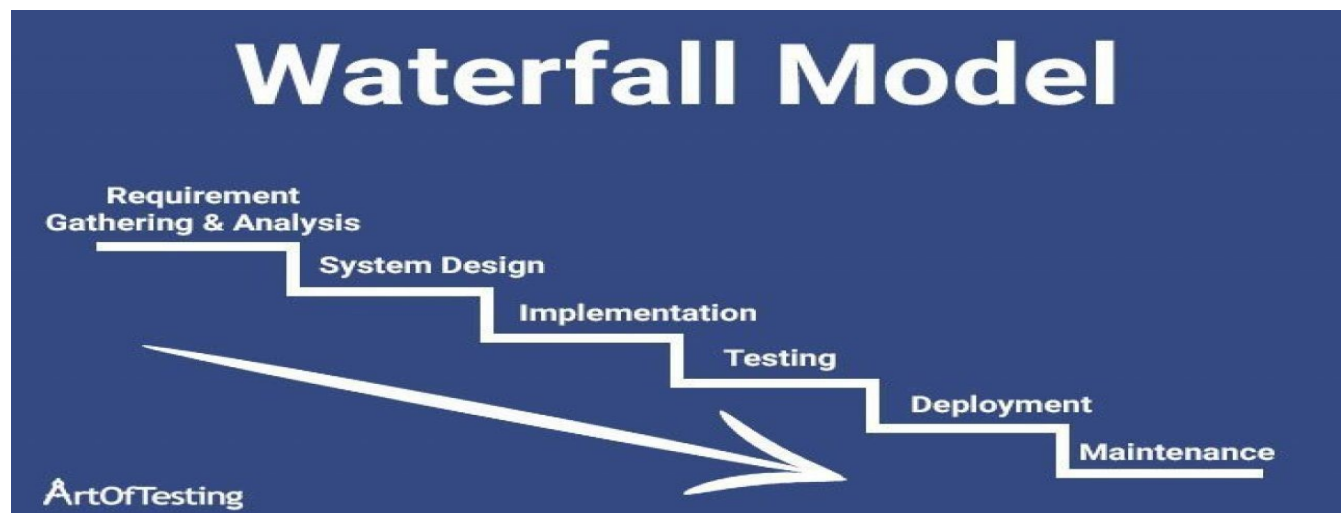 Waterfall Model
Requirement
Gathering & Analysis
System Design
Implementation
Testing
Deployment
Maintenance
ArtOfTesting